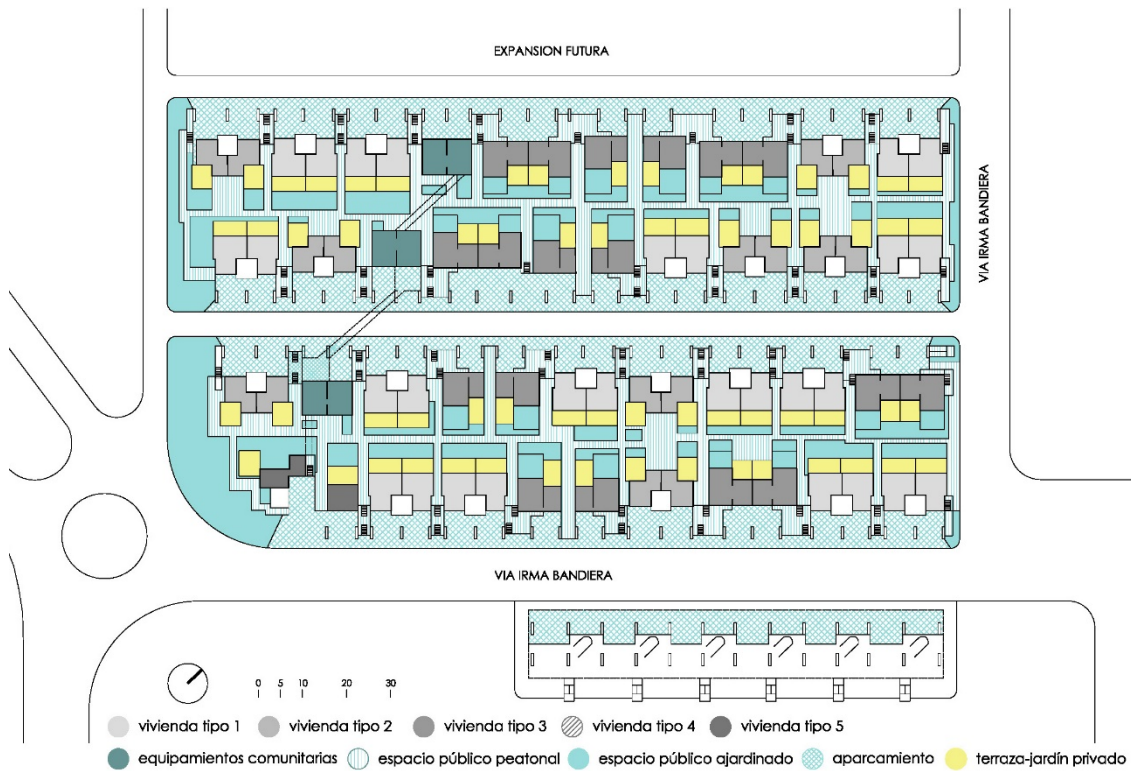 EXPANSION FUTURA
VIA IRMA BANDIERA
VIA IRMA BANDIERA
0 5 10 20 30
vivienda tipo 1 vivienda tipo 2 vivienda tipo 3 vivienda tipo 4 vivienda tipo 5
equipamientos comunitarias espacio público peatonal espacio público ajardinado aparcamiento terraza-jardín privado